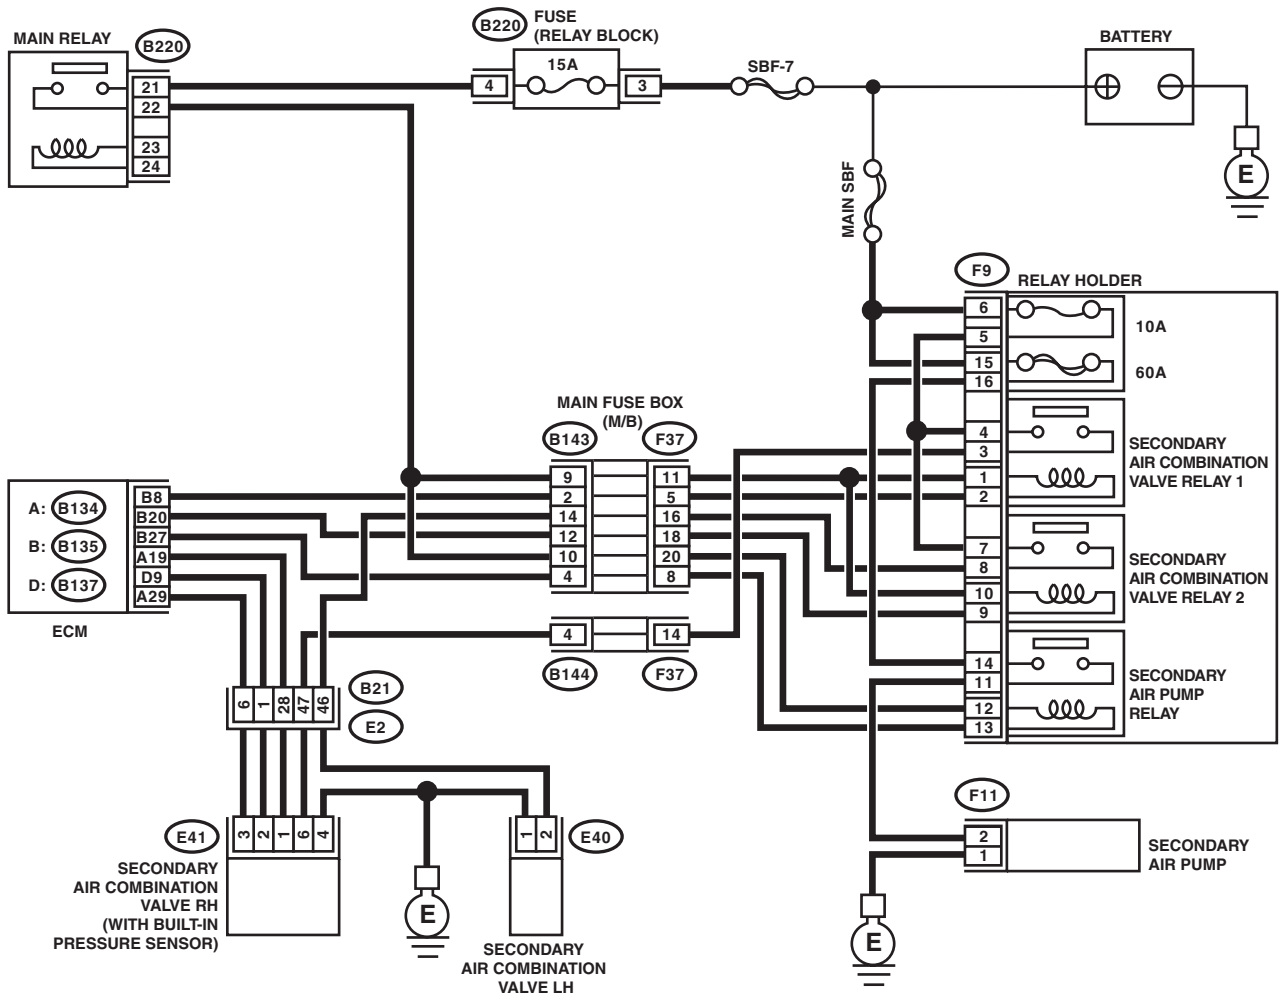 MAIN RELAY
B220
21
22
23
24
B220
FUSE
(RELAY BLOCK)
15A
4
3
SBF-7
BATTERY
E
MAIN SBF
F9
RELAY HOLDER
6
5
15
16
4
3
1
2
7
8
10
9
14
11
12
13
10A
60A
SECONDARY
AIR COMBINATION
VALVE RELAY 1
SECONDARY
AIR COMBINATION
VALVE RELAY 2
SECONDARY
AIR PUMP
RELAY
MAIN FUSE BOX
(M/B)
B143
F37
9
2
14
12
10
4
11
5
16
18
20
8
4
14
B144
F37
A: B134
B: B135
D: B137
B8
B20
B27
A19
D9
A29
ECM
6
1
28
47
46
B21
E2
E41
3
2
1
6
4
SECONDARY
AIR COMBINATION
VALVE RH
(WITH BUILT-IN
PRESSURE SENSOR)
E
1
2
E40
SECONDARY
AIR COMBINATION
VALVE LH
F11
2
1
SECONDARY
AIR PUMP
E